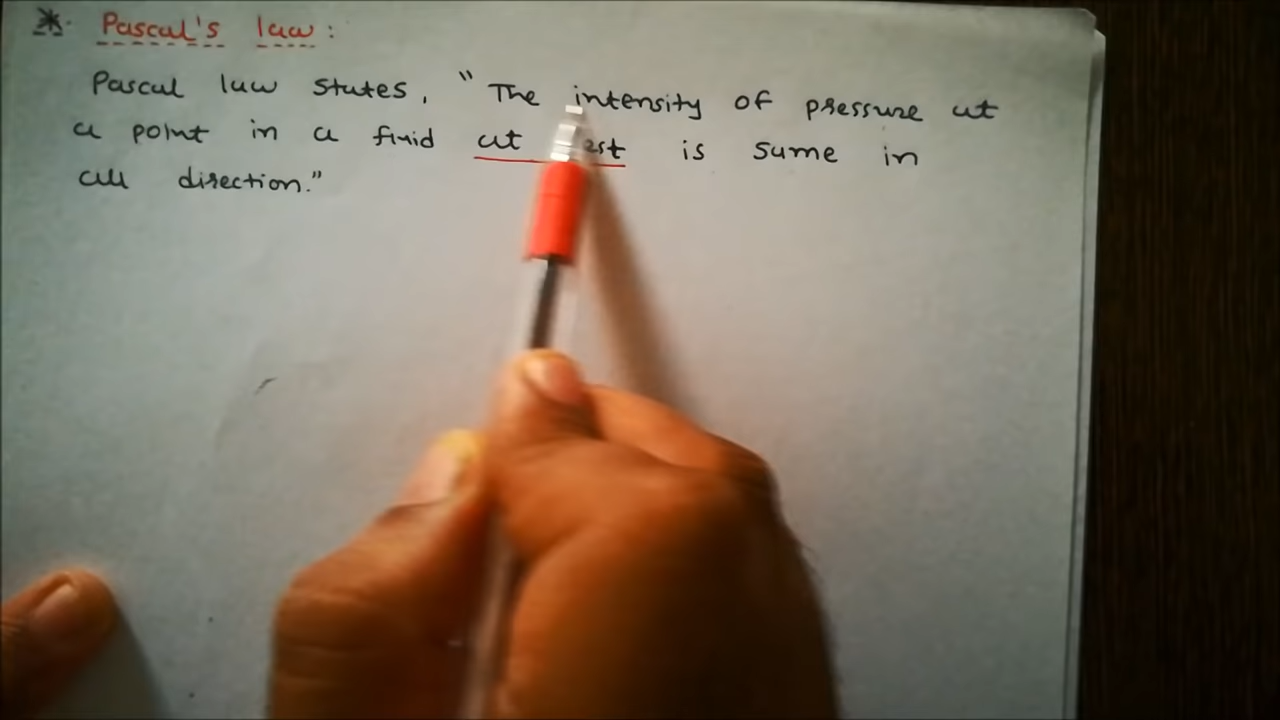 * Pascal's law :
Pascal law states, " The intensity of pressure at
a point in a fluid at is same in
all direction."